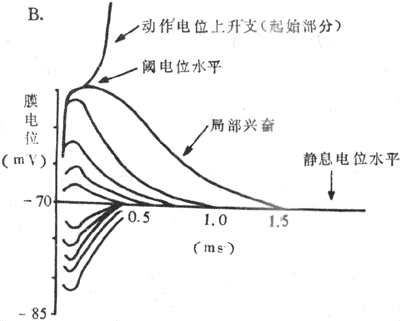 B.
动作电位上升支(起始部分)
阈电位水平
膜电位
(mV)
局部兴奋
静息电位水平
-70
0.5
1.0
1.5
(ms)
-85